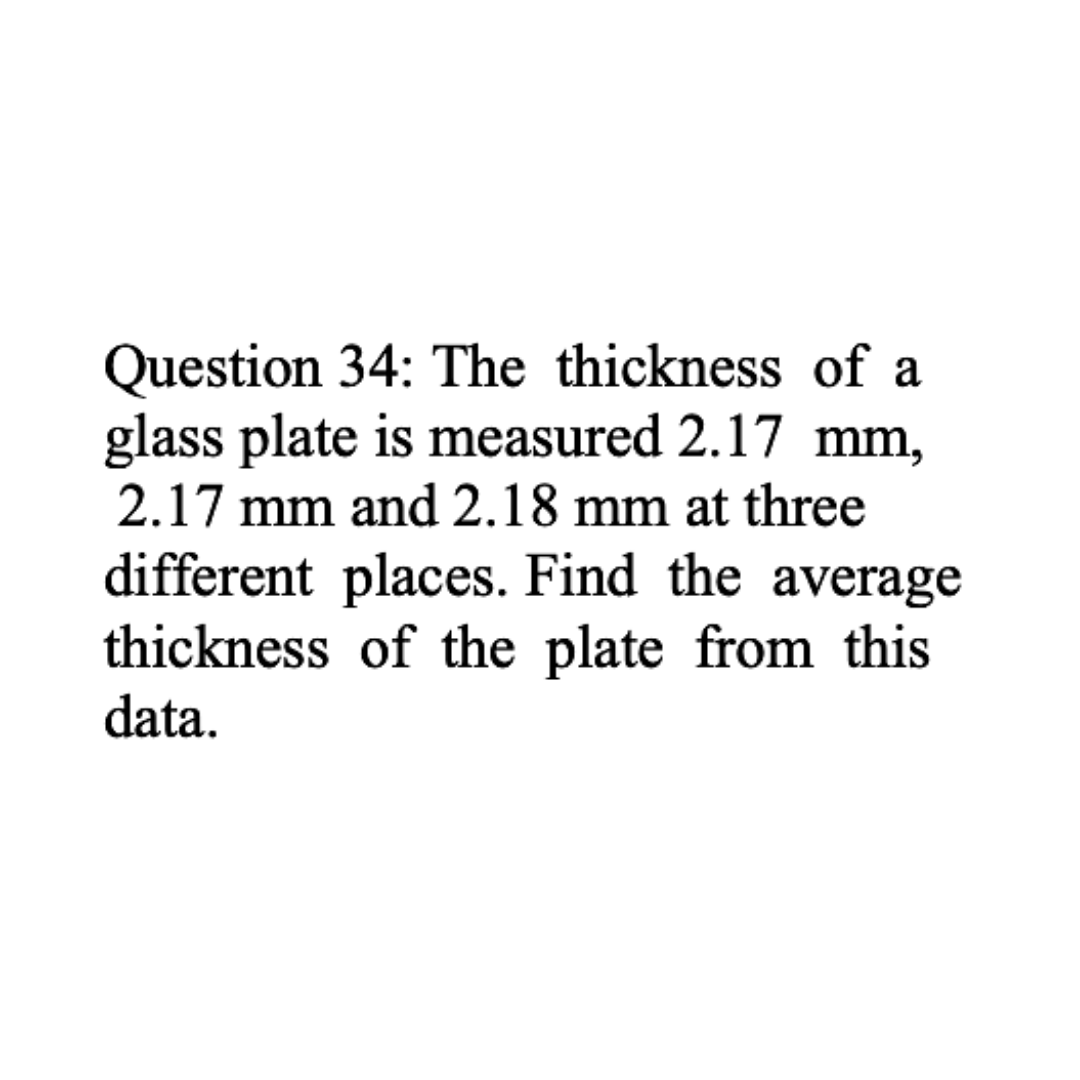 Question 34: The thickness of a
glass plate is measured 2.17 mm,
2.17 mm and 2.18 mm at three
different places. Find the average
thickness of the plate from this
data.